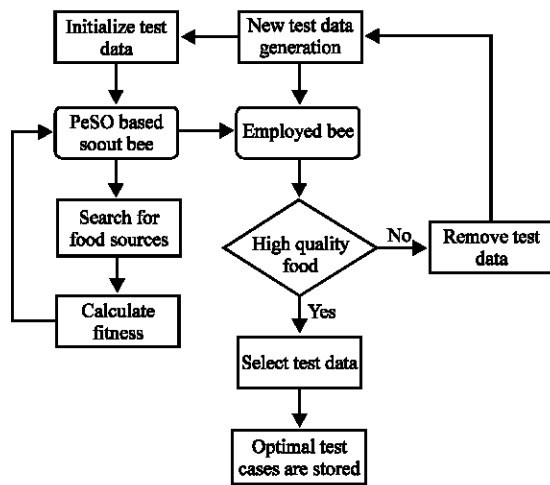 Initialize test
data
New test data
generation
PeSO based
soout bee
Employed bee
Search for
food sources
High quality
food
No
Remove test
data
Calculate
fitness
Yes
Select test data
Optimal test
cases are stored